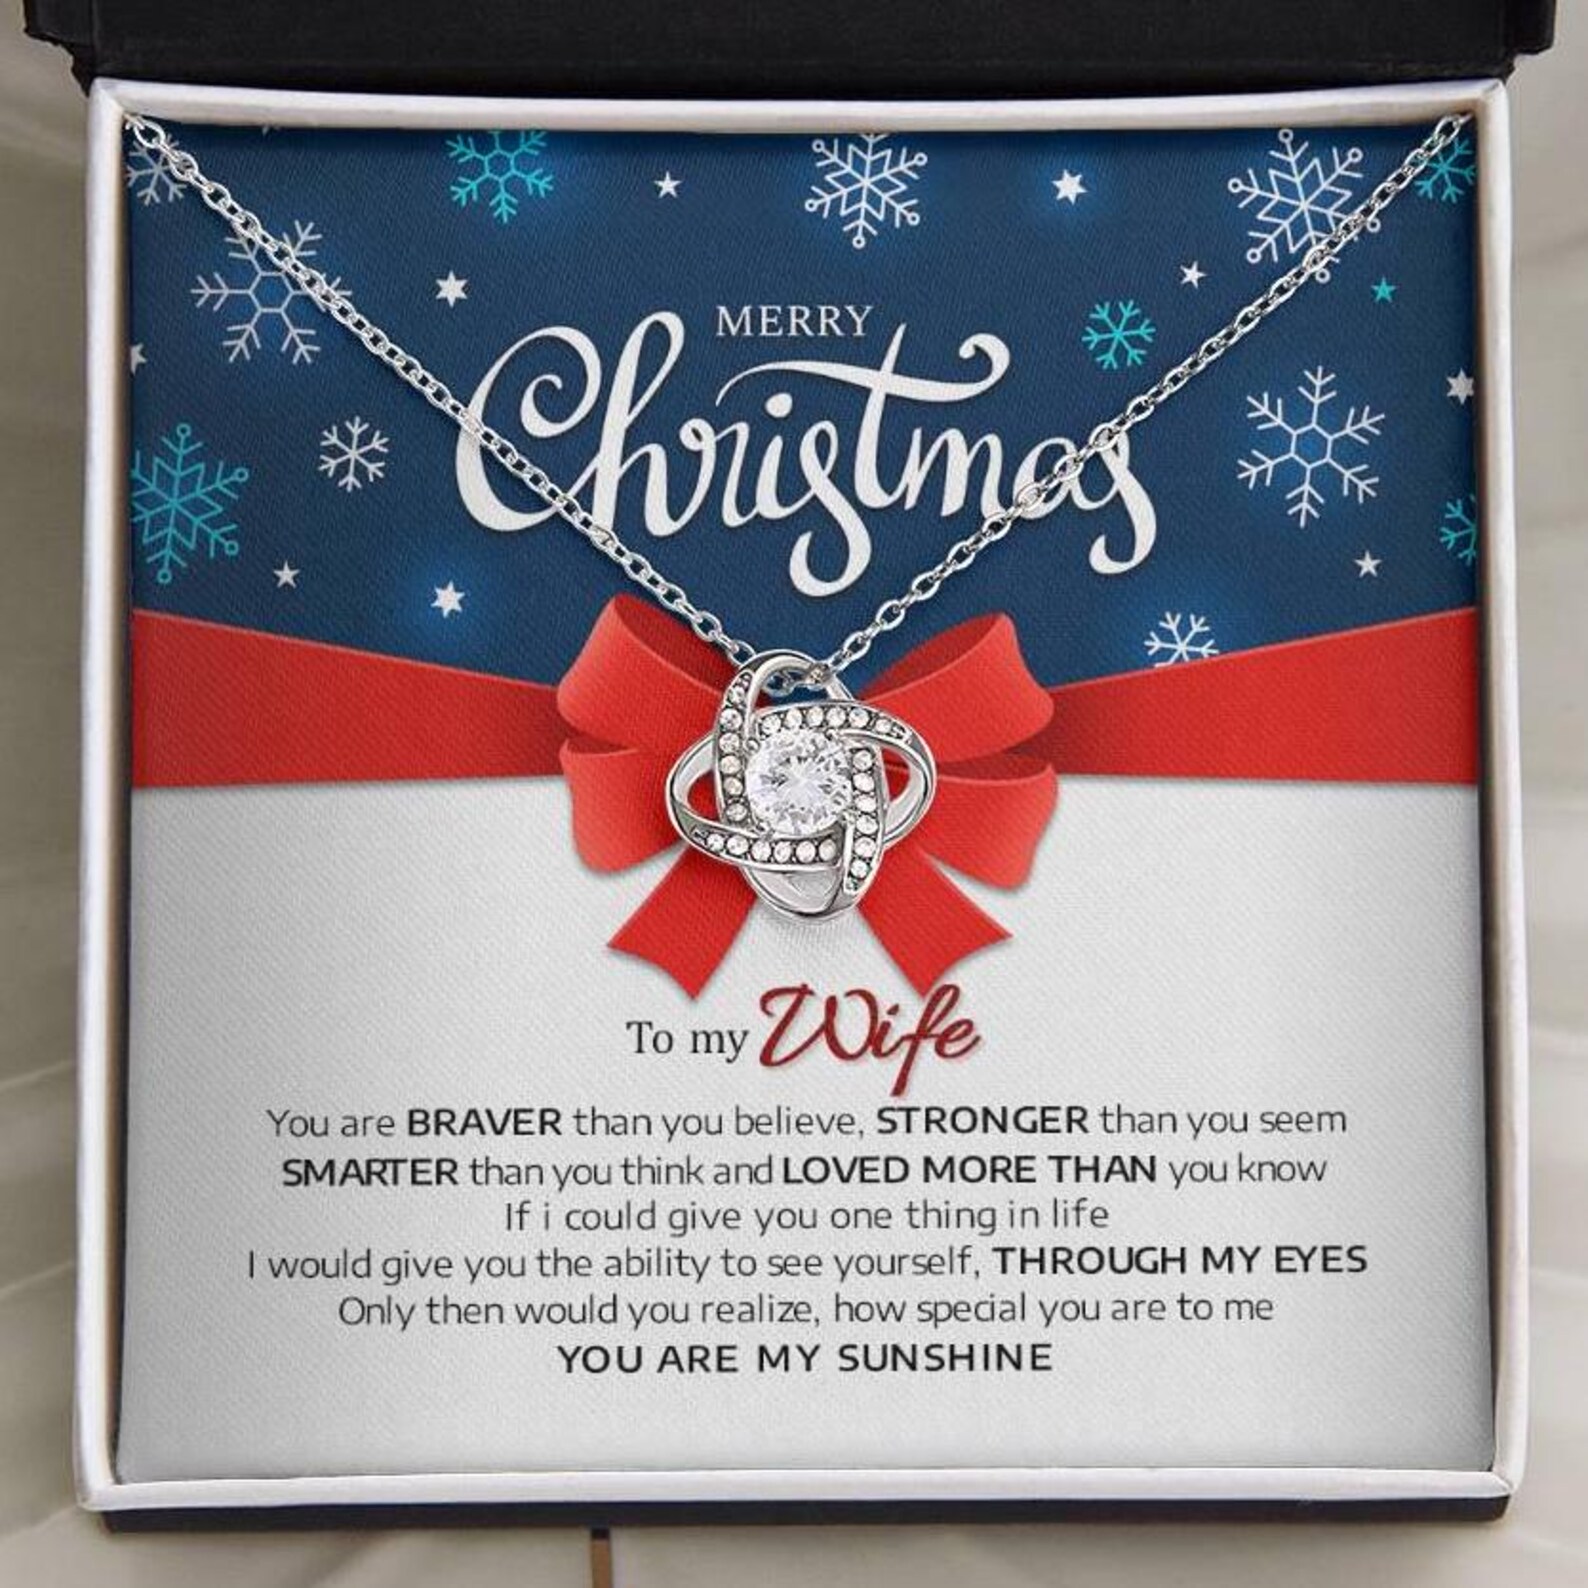 MERRY
Christmas
To my Wife
You are BRAVER than you believe, STRONGER than you seem
SMARTER than you think and LOVED MORE THAN you know
If i could give you one thing in life
I would give you the ability to see yourself, THROUGH MY EYES
Only then would you realize, how special you are to me
YOU ARE MY SUNSHINE